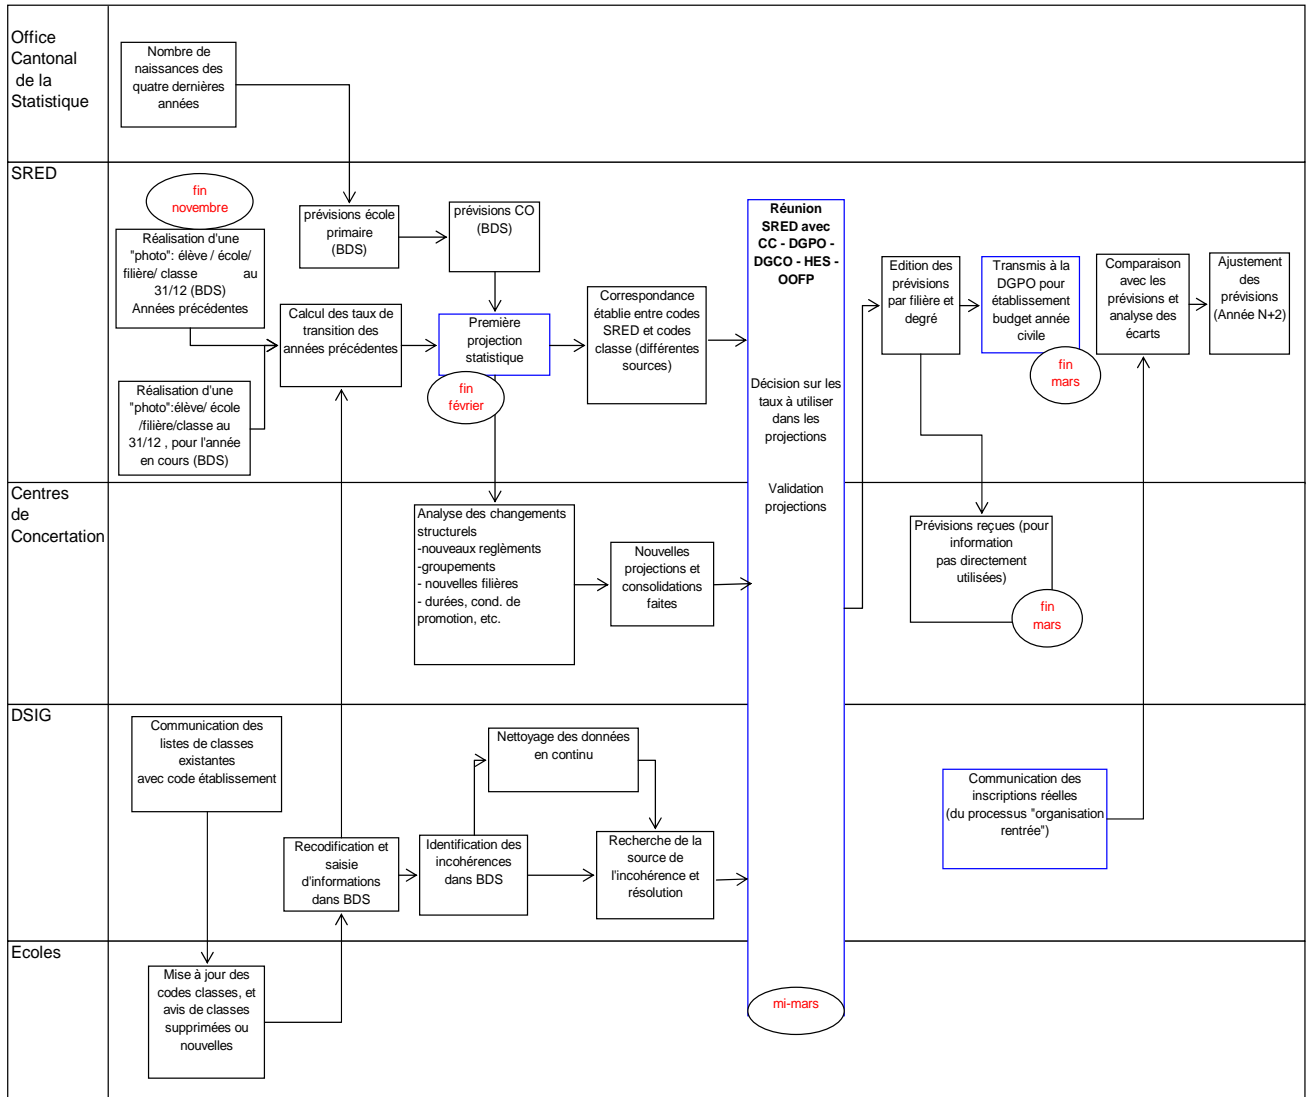 Office
Cantonal
de la
Statistique
Nombre de
naissances des
quatre dernières
années
SRED
fin
novembre
Réalisation d'une
"photo": élève / école/
filière/ classe au
31/12 (BDS)
Années précédentes
Réalisation d'une
"photo":élève/ école
/filière/classe au
31/12 , pour l'année
en cours (BDS)
prévisions école
primaire
(BDS)
Calcul des taux de
transition des
années précédentes
prévisions CO
(BDS)
Première
projection
statistique
fin
février
Correspondance
établie entre codes
SRED et codes
classe (différentes
sources)
Réunion
SRED avec
CC - DGPO -
DGCO - HES -
OOFP
Décision sur les
taux à utiliser
dans les
projections
Validation
projections
mi-mars
Edition des
prévisions
par filière et
degré
Transmis à la
DGPO pour
établissement
budget année
civile
fin
mars
Comparaison
avec les
prévisions et
analyse des
écarts
Ajustement
des
prévisions
(Année N+2)
Centres
de
Concertation
Analyse des changements
structurels
-nouveaux reglèments
-groupements
- nouvelles filières
- durées, cond. de
promotion, etc.
Nouvelles
projections et
consolidations
faites
Prévisions reçues (pour
information
pas directement
utilisées)
fin
mars
DSIG
Communication des
listes de classes
existantes
avec code établissement
Recodification et
saisie
d'informations
dans BDS
Identification des
incohérences
dans BDS
Nettoyage des données
en continu
Recherche de la
source de
l'incohérence et
résolution
Communication des
inscriptions réelles
(du processus "organisation
rentrée")
Ecoles
Mise à jour des
codes classes, et
avis de classes
supprimées ou
nouvelles